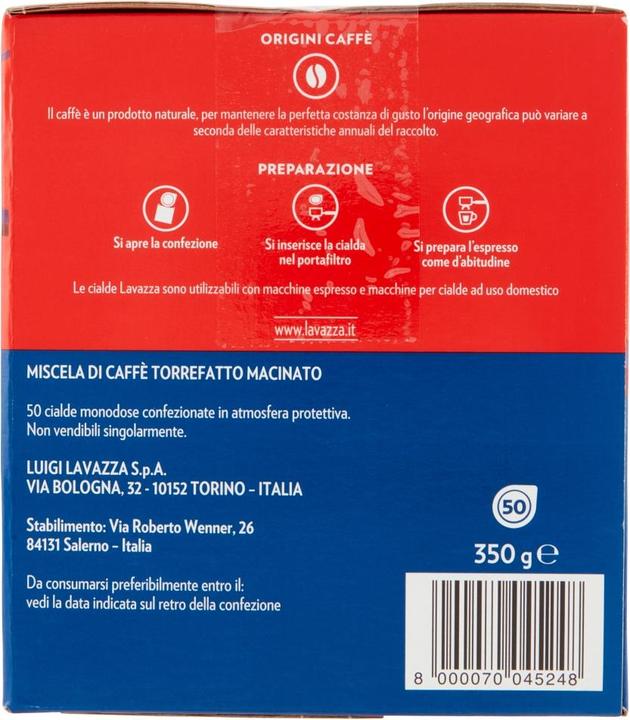 ORIGINI CAFFÈ
Il caffè è un prodotto naturale, per mantenere la perfetta costanza di gusto l'origine geografica può variare a
seconda delle caratteristiche annuali del raccolto.
PREPARAZIONE
Si apre la confezione
Si inserisce la cialda
nel portafiltro
Si prepara l'espresso
come d'abitudine
Le cialde Lavazza sono utilizzabili con macchine espresso e macchine per cialde ad uso domestico
www.lavazza.it
MISCELA DI CAFFÈ TORREFATTO MACINATO
50 cialde monodose confezionate in atmosfera protettiva.
Non vendibili singolarmente.
LUIGI LAVAZZA S.p.A.
VIA BOLOGNA, 32 - 10152 TORINO – ITALIA
Stabilimento: Via Roberto Wenner, 26
84131 Salerno – Italia
Da consumarsi preferibilmente entro il:
vedi la data indicata sul retro della confezione
50
350 g e
8 000070 045248